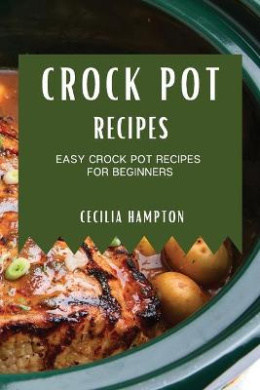 CROCK POT
RECIPES
EASY CROCK POT RECIPES
FOR BEGINNERS
CECILIA HAMPTON